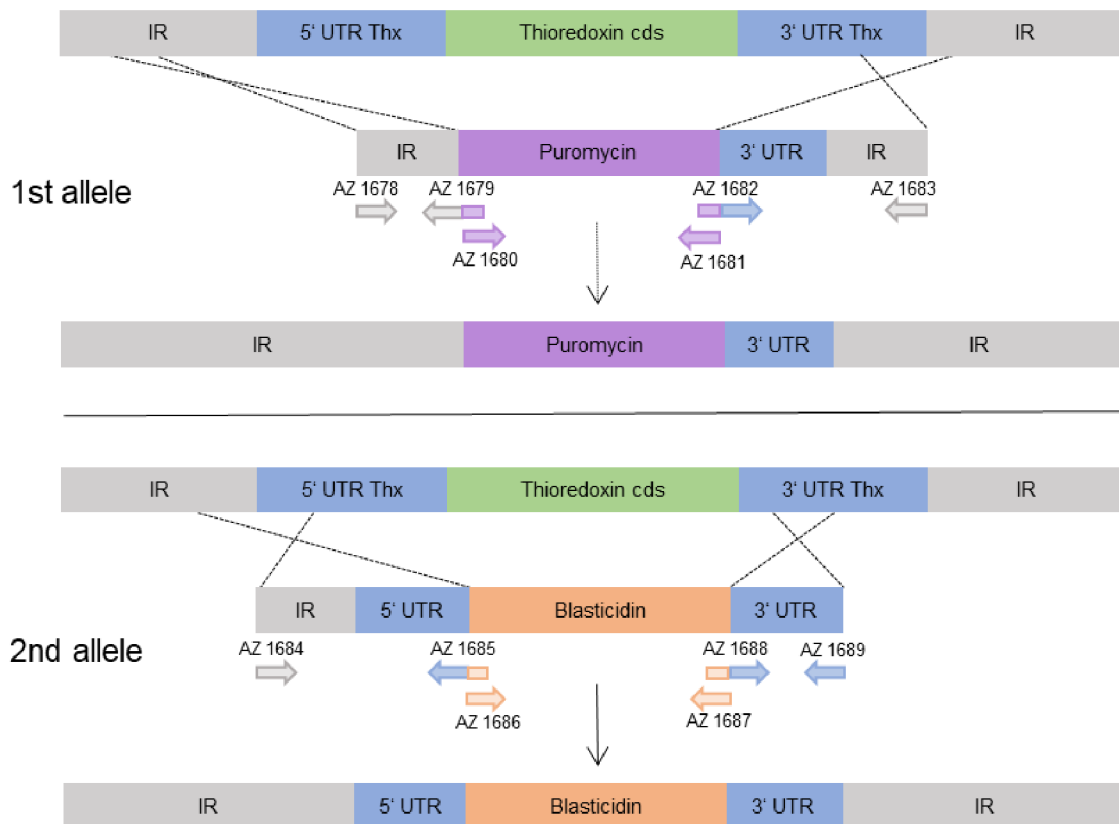 IR 5‘ UTR Thx Thioredoxin cds 3‘ UTR Thx IR
IR Puromycin 3‘ UTR IR
1st allele
AZ 1678 AZ 1679 AZ 1682 AZ 1683
AZ 1680 AZ 1681
IR Puromycin 3‘ UTR IR
IR 5‘ UTR Thx Thioredoxin cds 3‘ UTR Thx IR
IR 5‘ UTR Blasticidin 3‘ UTR
2nd allele
AZ 1684 AZ 1685 AZ 1688 AZ 1689
AZ 1686 AZ 1687
IR 5‘ UTR Blasticidin 3‘ UTR IR